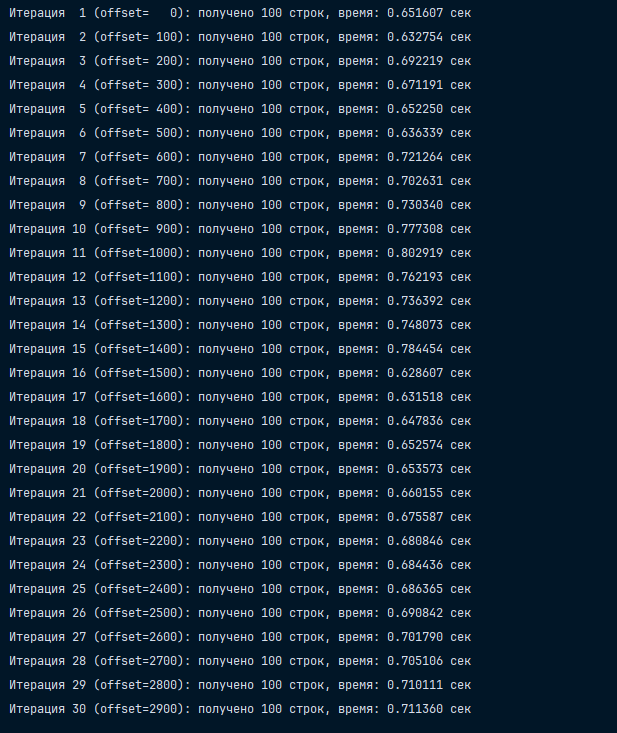 Итерация  1 (offset=   0): получено 100 строк, время: 0.651607 сек
Итерация  2 (offset= 100): получено 100 строк, время: 0.632754 сек
Итерация  3 (offset= 200): получено 100 строк, время: 0.692219 сек
Итерация  4 (offset= 300): получено 100 строк, время: 0.671191 сек
Итерация  5 (offset= 400): получено 100 строк, время: 0.652250 сек
Итерация  6 (offset= 500): получено 100 строк, время: 0.636339 сек
Итерация  7 (offset= 600): получено 100 строк, время: 0.721264 сек
Итерация  8 (offset= 700): получено 100 строк, время: 0.702631 сек
Итерация  9 (offset= 800): получено 100 строк, время: 0.730340 сек
Итерация 10 (offset= 900): получено 100 строк, время: 0.777308 сек
Итерация 11 (offset=1000): получено 100 строк, время: 0.802919 сек
Итерация 12 (offset=1100): получено 100 строк, время: 0.762193 сек
Итерация 13 (offset=1200): получено 100 строк, время: 0.736392 сек
Итерация 14 (offset=1300): получено 100 строк, время: 0.748073 сек
Итерация 15 (offset=1400): получено 100 строк, время: 0.784454 сек
Итерация 16 (offset=1500): получено 100 строк, время: 0.628607 сек
Итерация 17 (offset=1600): получено 100 строк, время: 0.631518 сек
Итерация 18 (offset=1700): получено 100 строк, время: 0.647836 сек
Итерация 19 (offset=1800): получено 100 строк, время: 0.652574 сек
Итерация 20 (offset=1900): получено 100 строк, время: 0.653573 сек
Итерация 21 (offset=2000): получено 100 строк, время: 0.660155 сек
Итерация 22 (offset=2100): получено 100 строк, время: 0.675587 сек
Итерация 23 (offset=2200): получено 100 строк, время: 0.680846 сек
Итерация 24 (offset=2300): получено 100 строк, время: 0.684436 сек
Итерация 25 (offset=2400): получено 100 строк, время: 0.686365 сек
Итерация 26 (offset=2500): получено 100 строк, время: 0.690842 сек
Итерация 27 (offset=2600): получено 100 строк, время: 0.701790 сек
Итерация 28 (offset=2700): получено 100 строк, время: 0.705106 сек
Итерация 29 (offset=2800): получено 100 строк, время: 0.710111 сек
Итерация 30 (offset=2900): получено 100 строк, время: 0.711360 сек